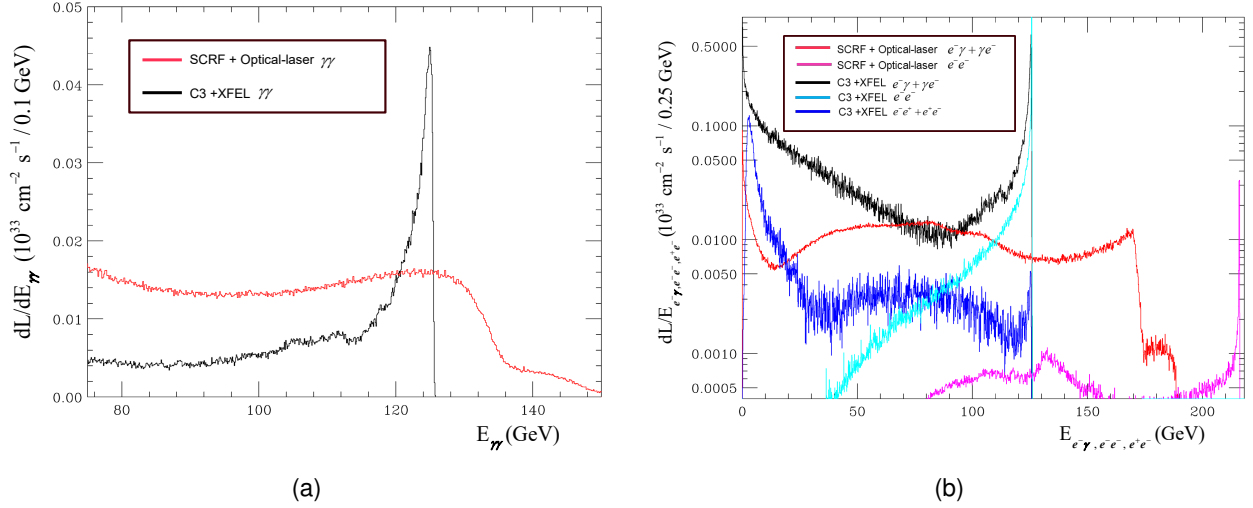 0.05
0.04
0.03
0.02
0.01
0.00
80
100
120
140
dL/dE𝜸𝜸 (10³³ cm⁻² s⁻¹ / 0.1 GeV)
E𝜸𝜸 (GeV)
SCRF + Optical-laser γγ
C3 +XFEL γγ
(a)
0.5000
0.1000
0.0500
0.0100
0.0050
0.0010
0.0005
0
50
100
150
200
dL/E e⁻𝜸,e⁻e⁻,e⁺e⁻ (10³³ cm⁻² s⁻¹ / 0.25 GeV)
E e⁻𝜸, e⁻e⁻, e⁺e⁻ (GeV)
SCRF + Optical-laser e⁻γ + γe⁻
SCRF + Optical-laser e⁻e⁻
C3 +XFEL e⁻γ + γe⁻
C3 +XFEL e⁻e⁻
C3 +XFEL e⁻e⁺ + e⁺e⁻
(b)